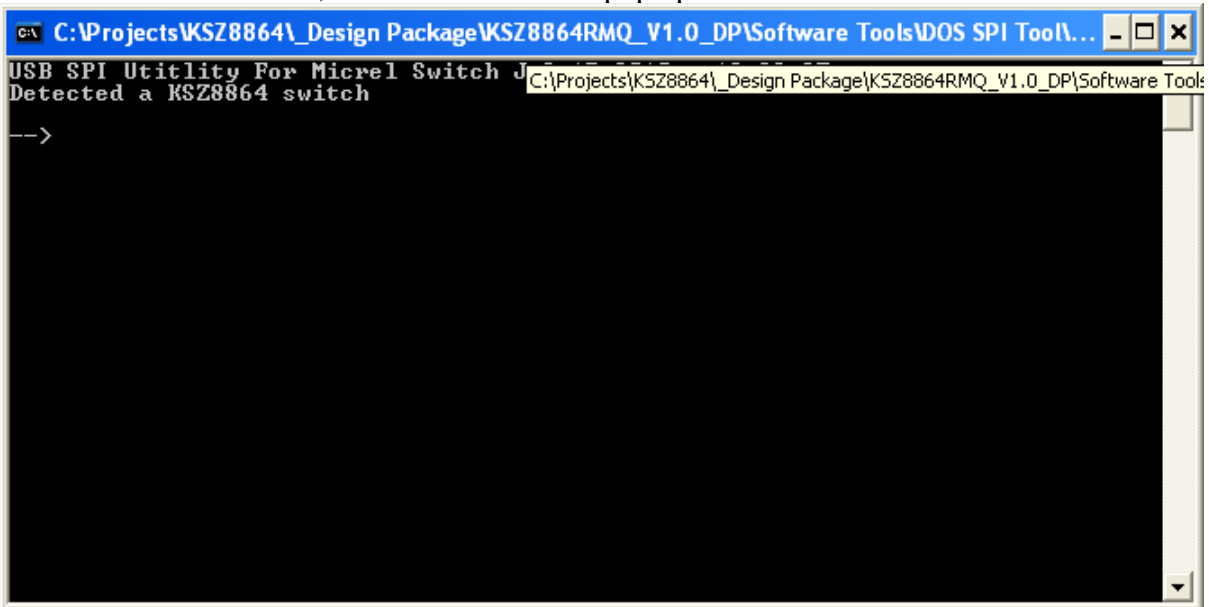 C:\Projects\KSZ8864\_Design Package\KSZ8864RMQ_V1.0_DP\Software Tools\DOS SPI Tool\...
USB SPI Utitlity For Micrel Switch
C:\Projects\KSZ8864\_Design Package\KSZ8864RMQ_V1.0_DP\Software Tools
Detected a KSZ8864 switch
-->